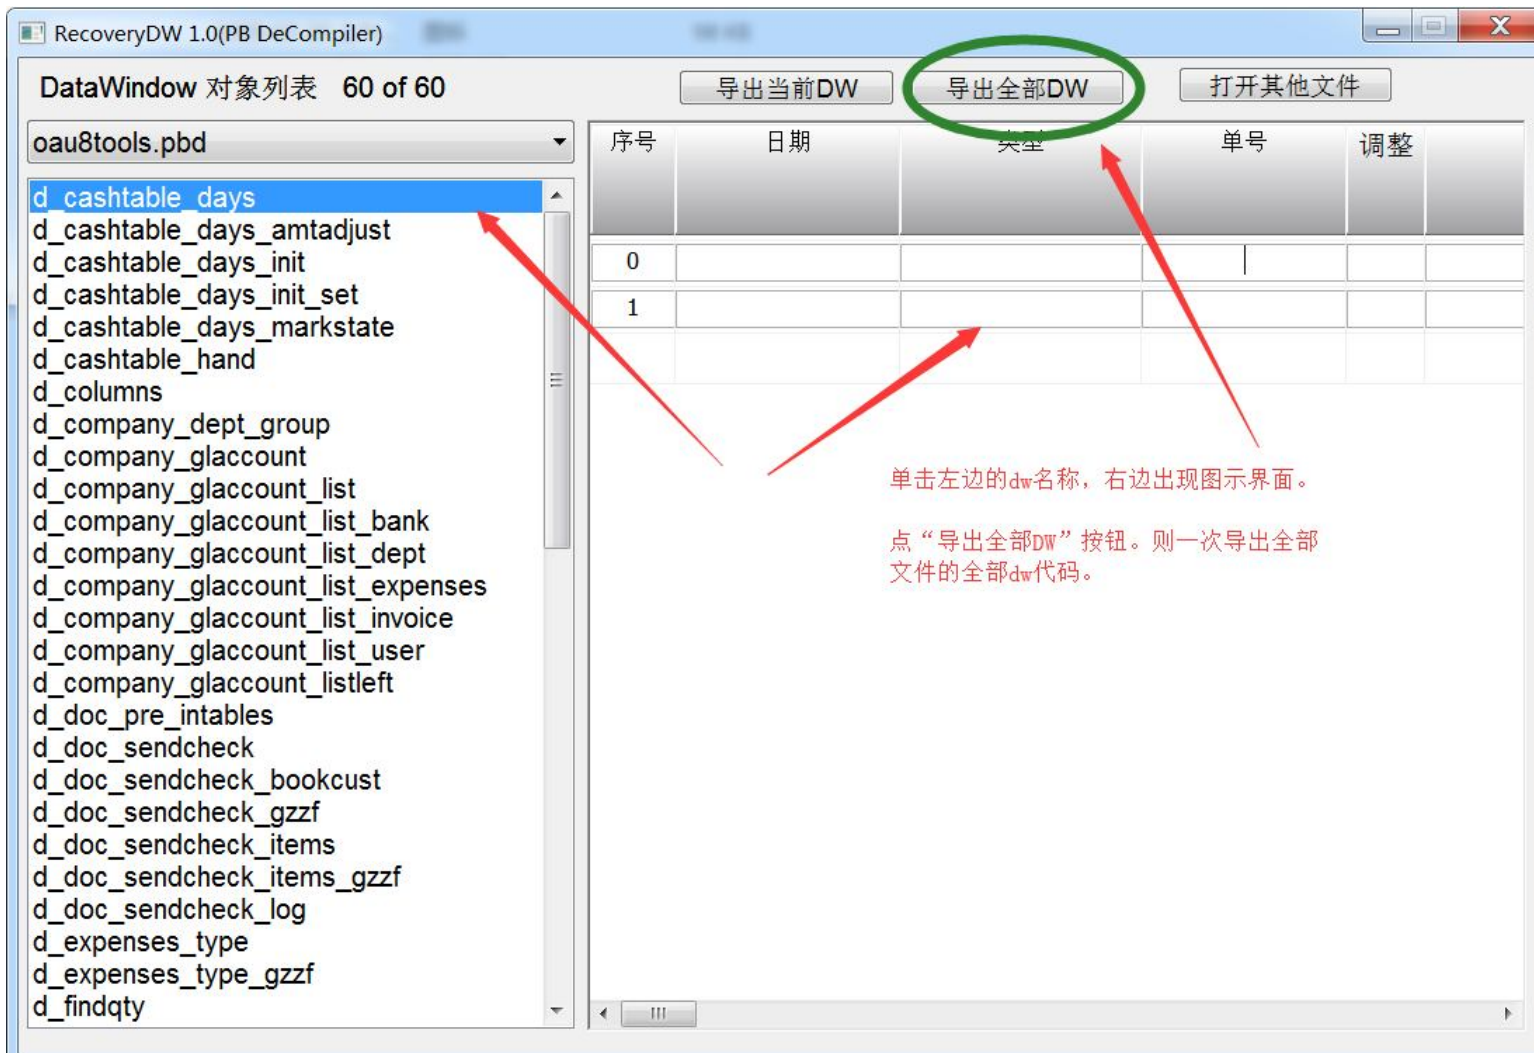 RecoveryDW 1.0(PB DeCompiler)
DataWindow 对象列表 60 of 60
导出当前DW
导出全部DW
打开其他文件
oau8tools.pbd
序号 日期 类型 单号 调整
d_cashtable_days
d_cashtable_days_amtadjust
d_cashtable_days_init
d_cashtable_days_init_set
d_cashtable_days_markstate
d_cashtable_hand
d_columns
d_company_dept_group
d_company_glaccount
d_company_glaccount_list
d_company_glaccount_list_bank
d_company_glaccount_list_dept
d_company_glaccount_list_expenses
d_company_glaccount_list_invoice
d_company_glaccount_list_user
d_company_glaccount_listleft
d_doc_pre_intables
d_doc_sendcheck
d_doc_sendcheck_bookcust
d_doc_sendcheck_gzzf
d_doc_sendcheck_items
d_doc_sendcheck_items_gzzf
d_doc_sendcheck_log
d_expenses_type
d_expenses_type_gzzf
d_findqty
0
1
单击左边的dw名称，右边出现图示界面。
点“导出全部DW”按钮。则一次导出全部
文件的全部dw代码。